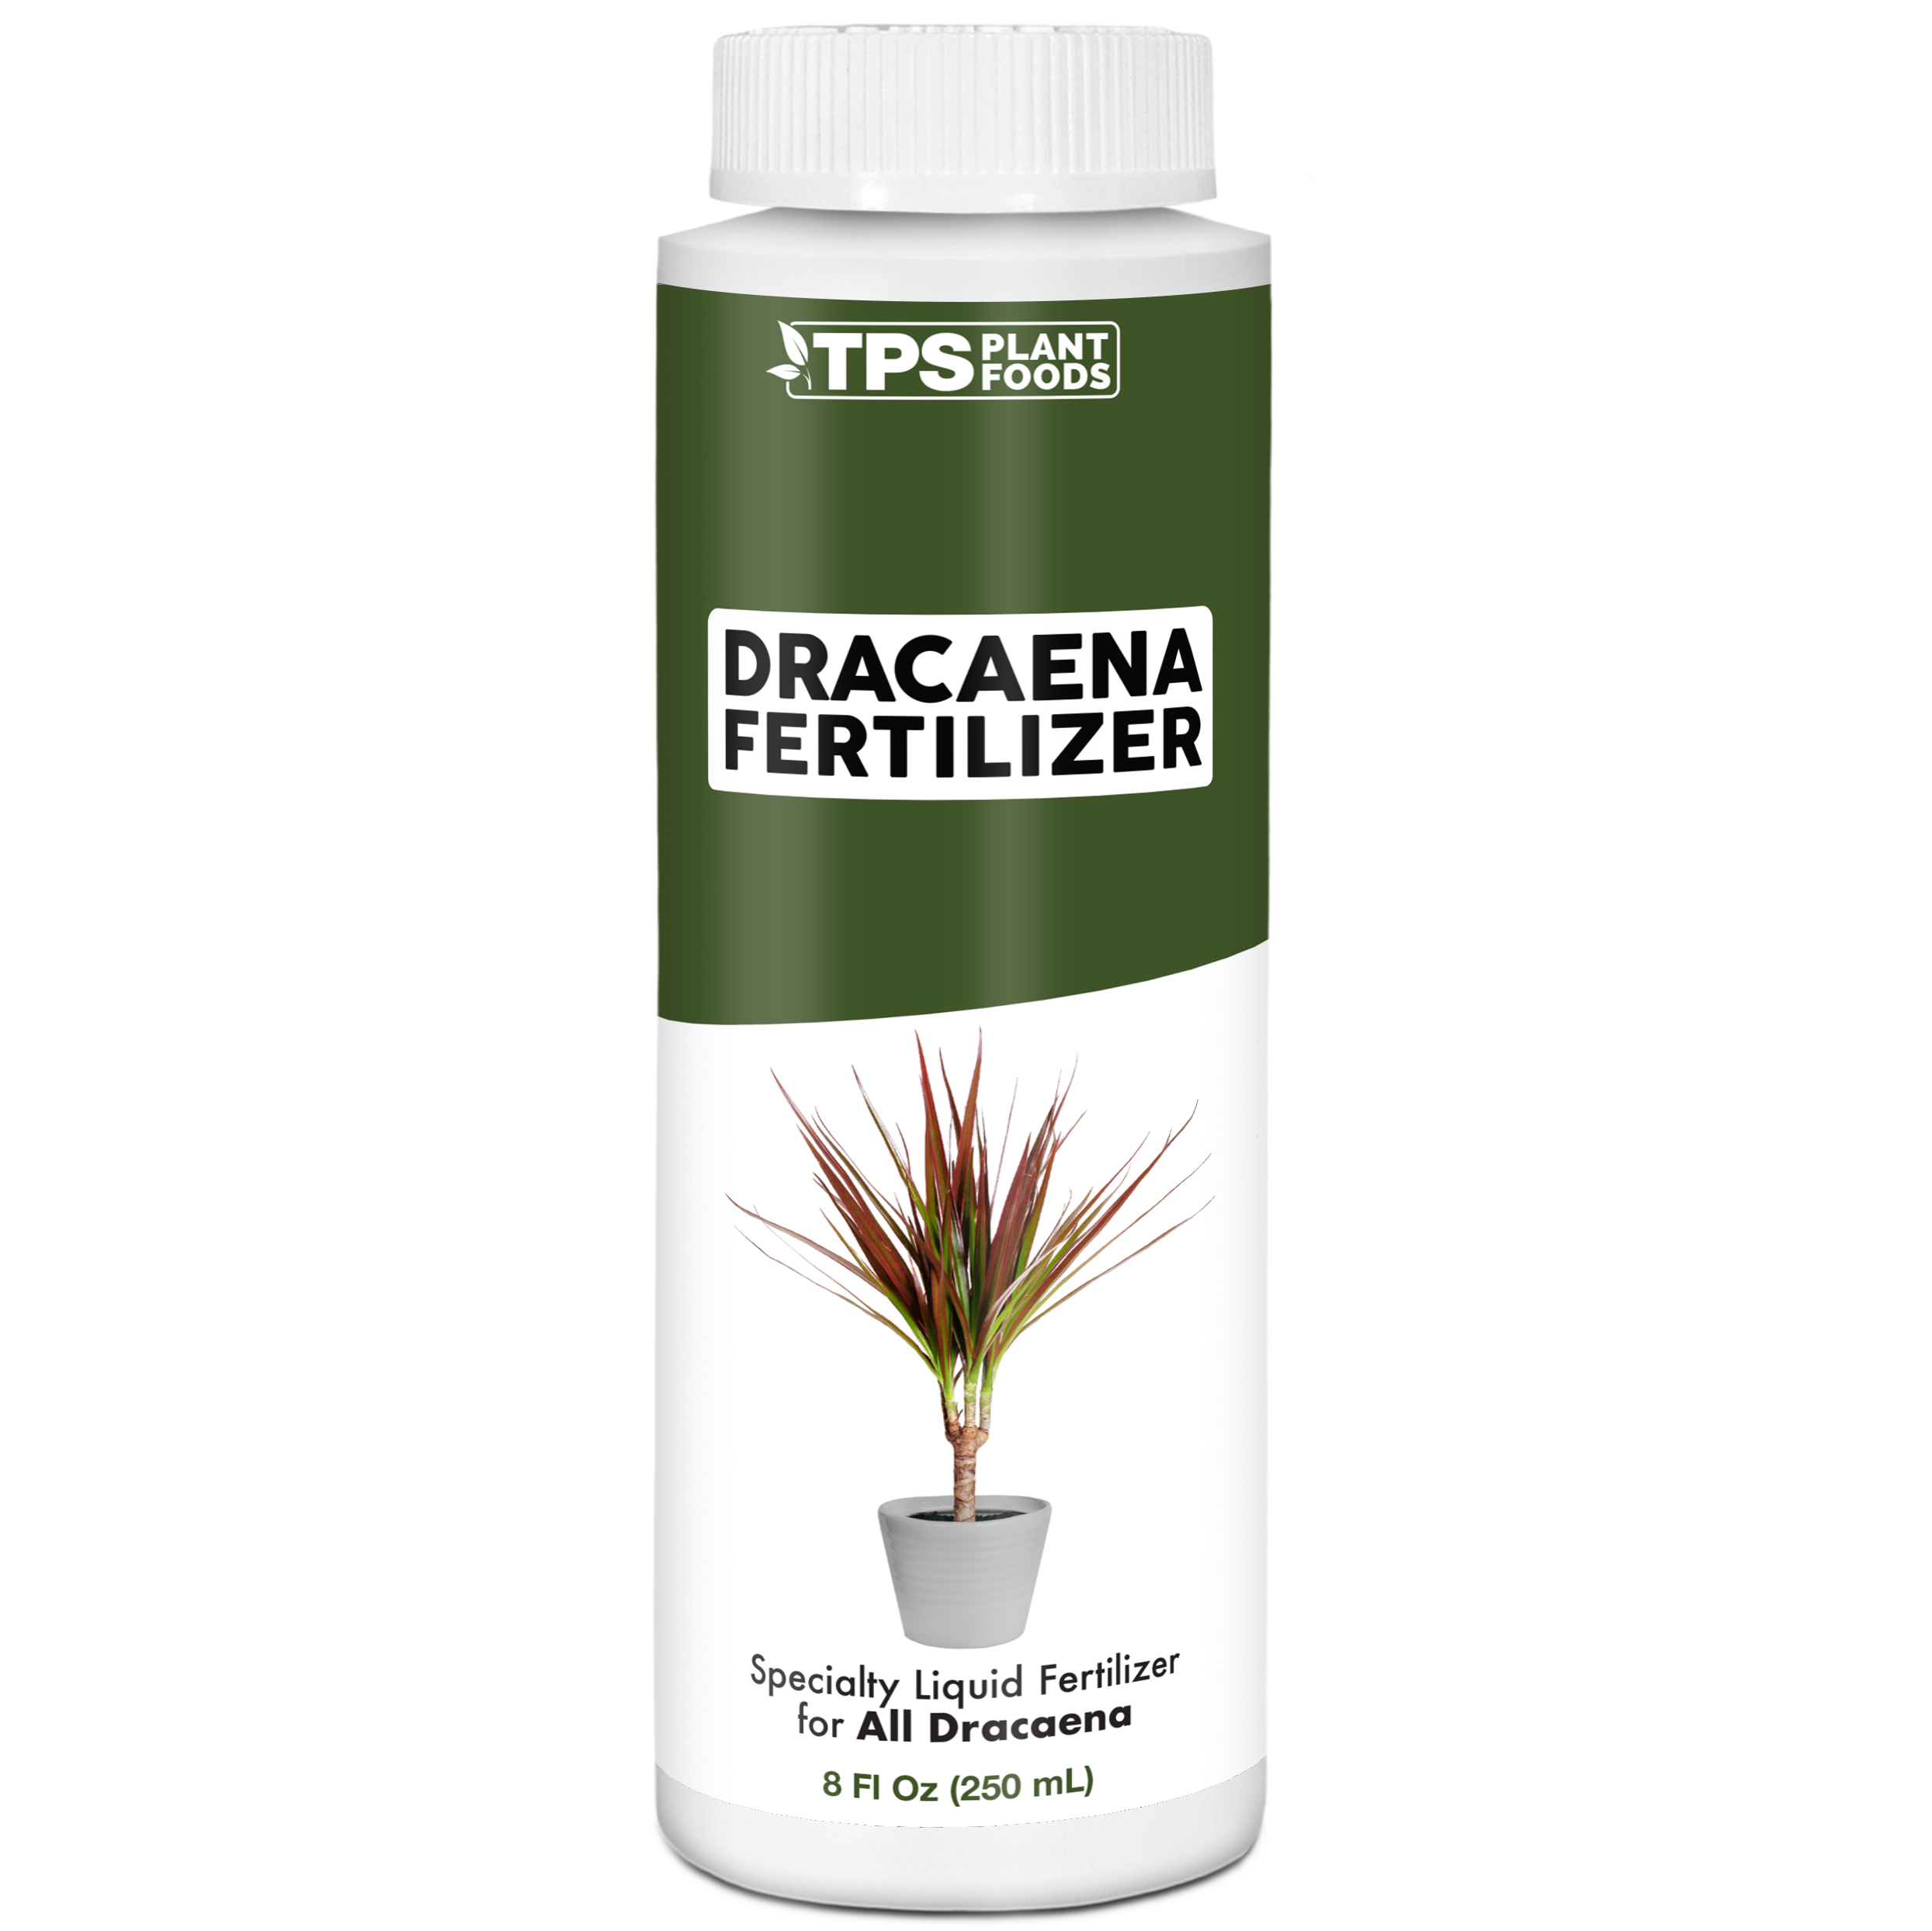 TPS PLANT FOODS
DRACAENA
FERTILIZER
Specialty Liquid Fertilizer
for All Dracaena
8 Fl Oz (250 mL)